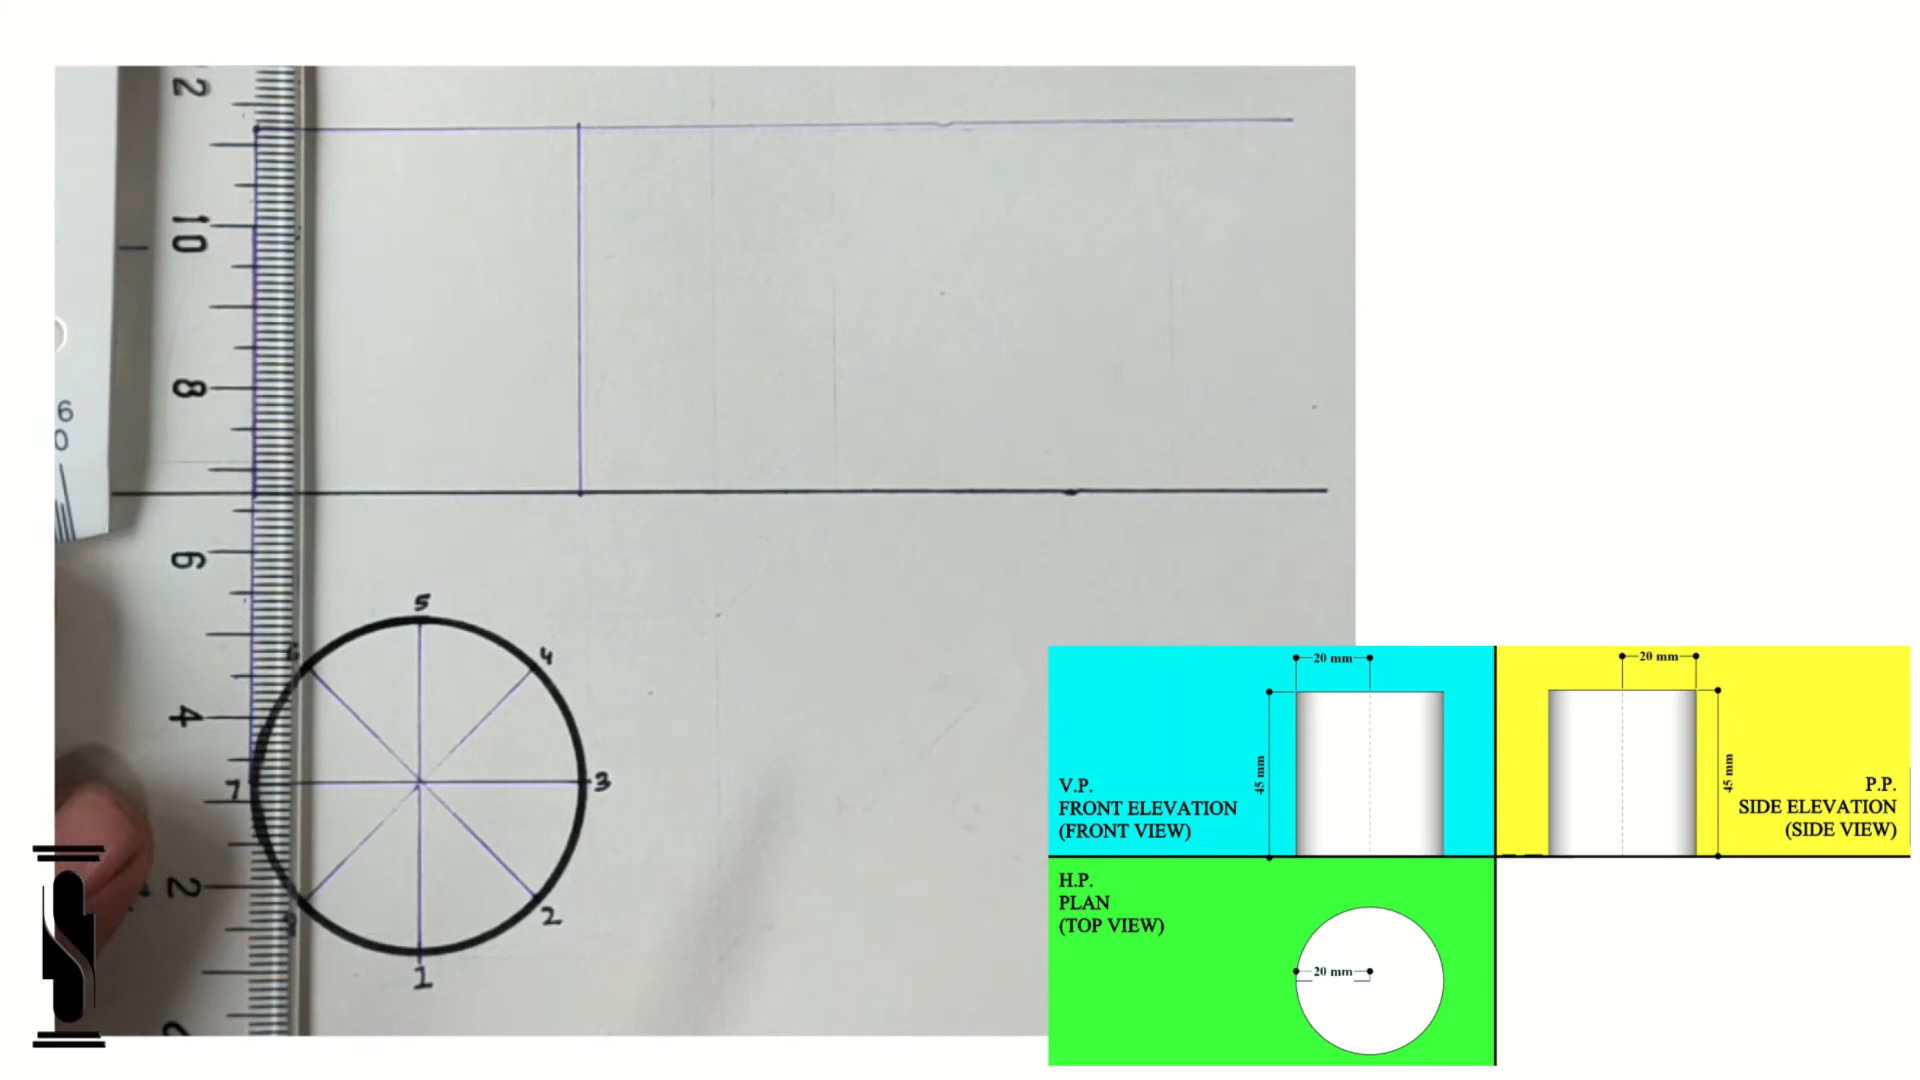 2
10
8
6
4
2
6
0
5
4
3
2
1
7
20 mm
45 mm
V.P.
FRONT ELEVATION
(FRONT VIEW)
20 mm
45 mm
P.P.
SIDE ELEVATION
(SIDE VIEW)
H.P.
PLAN
(TOP VIEW)
20 mm